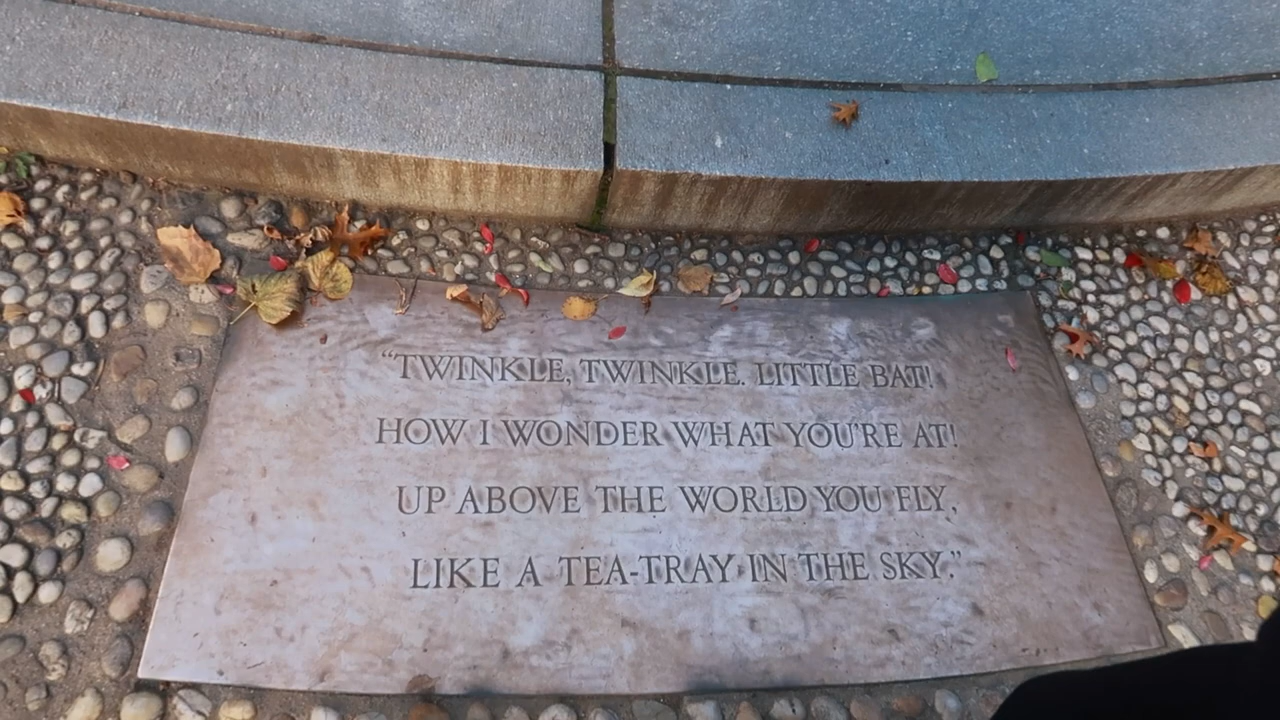 “TWINKLE, TWINKLE. LITTLE BAT!
HOW I WONDER WHAT YOU'RE AT!
UP ABOVE THE WORLD YOU FLY,
LIKE A TEA-TRAY IN THE SKY.”